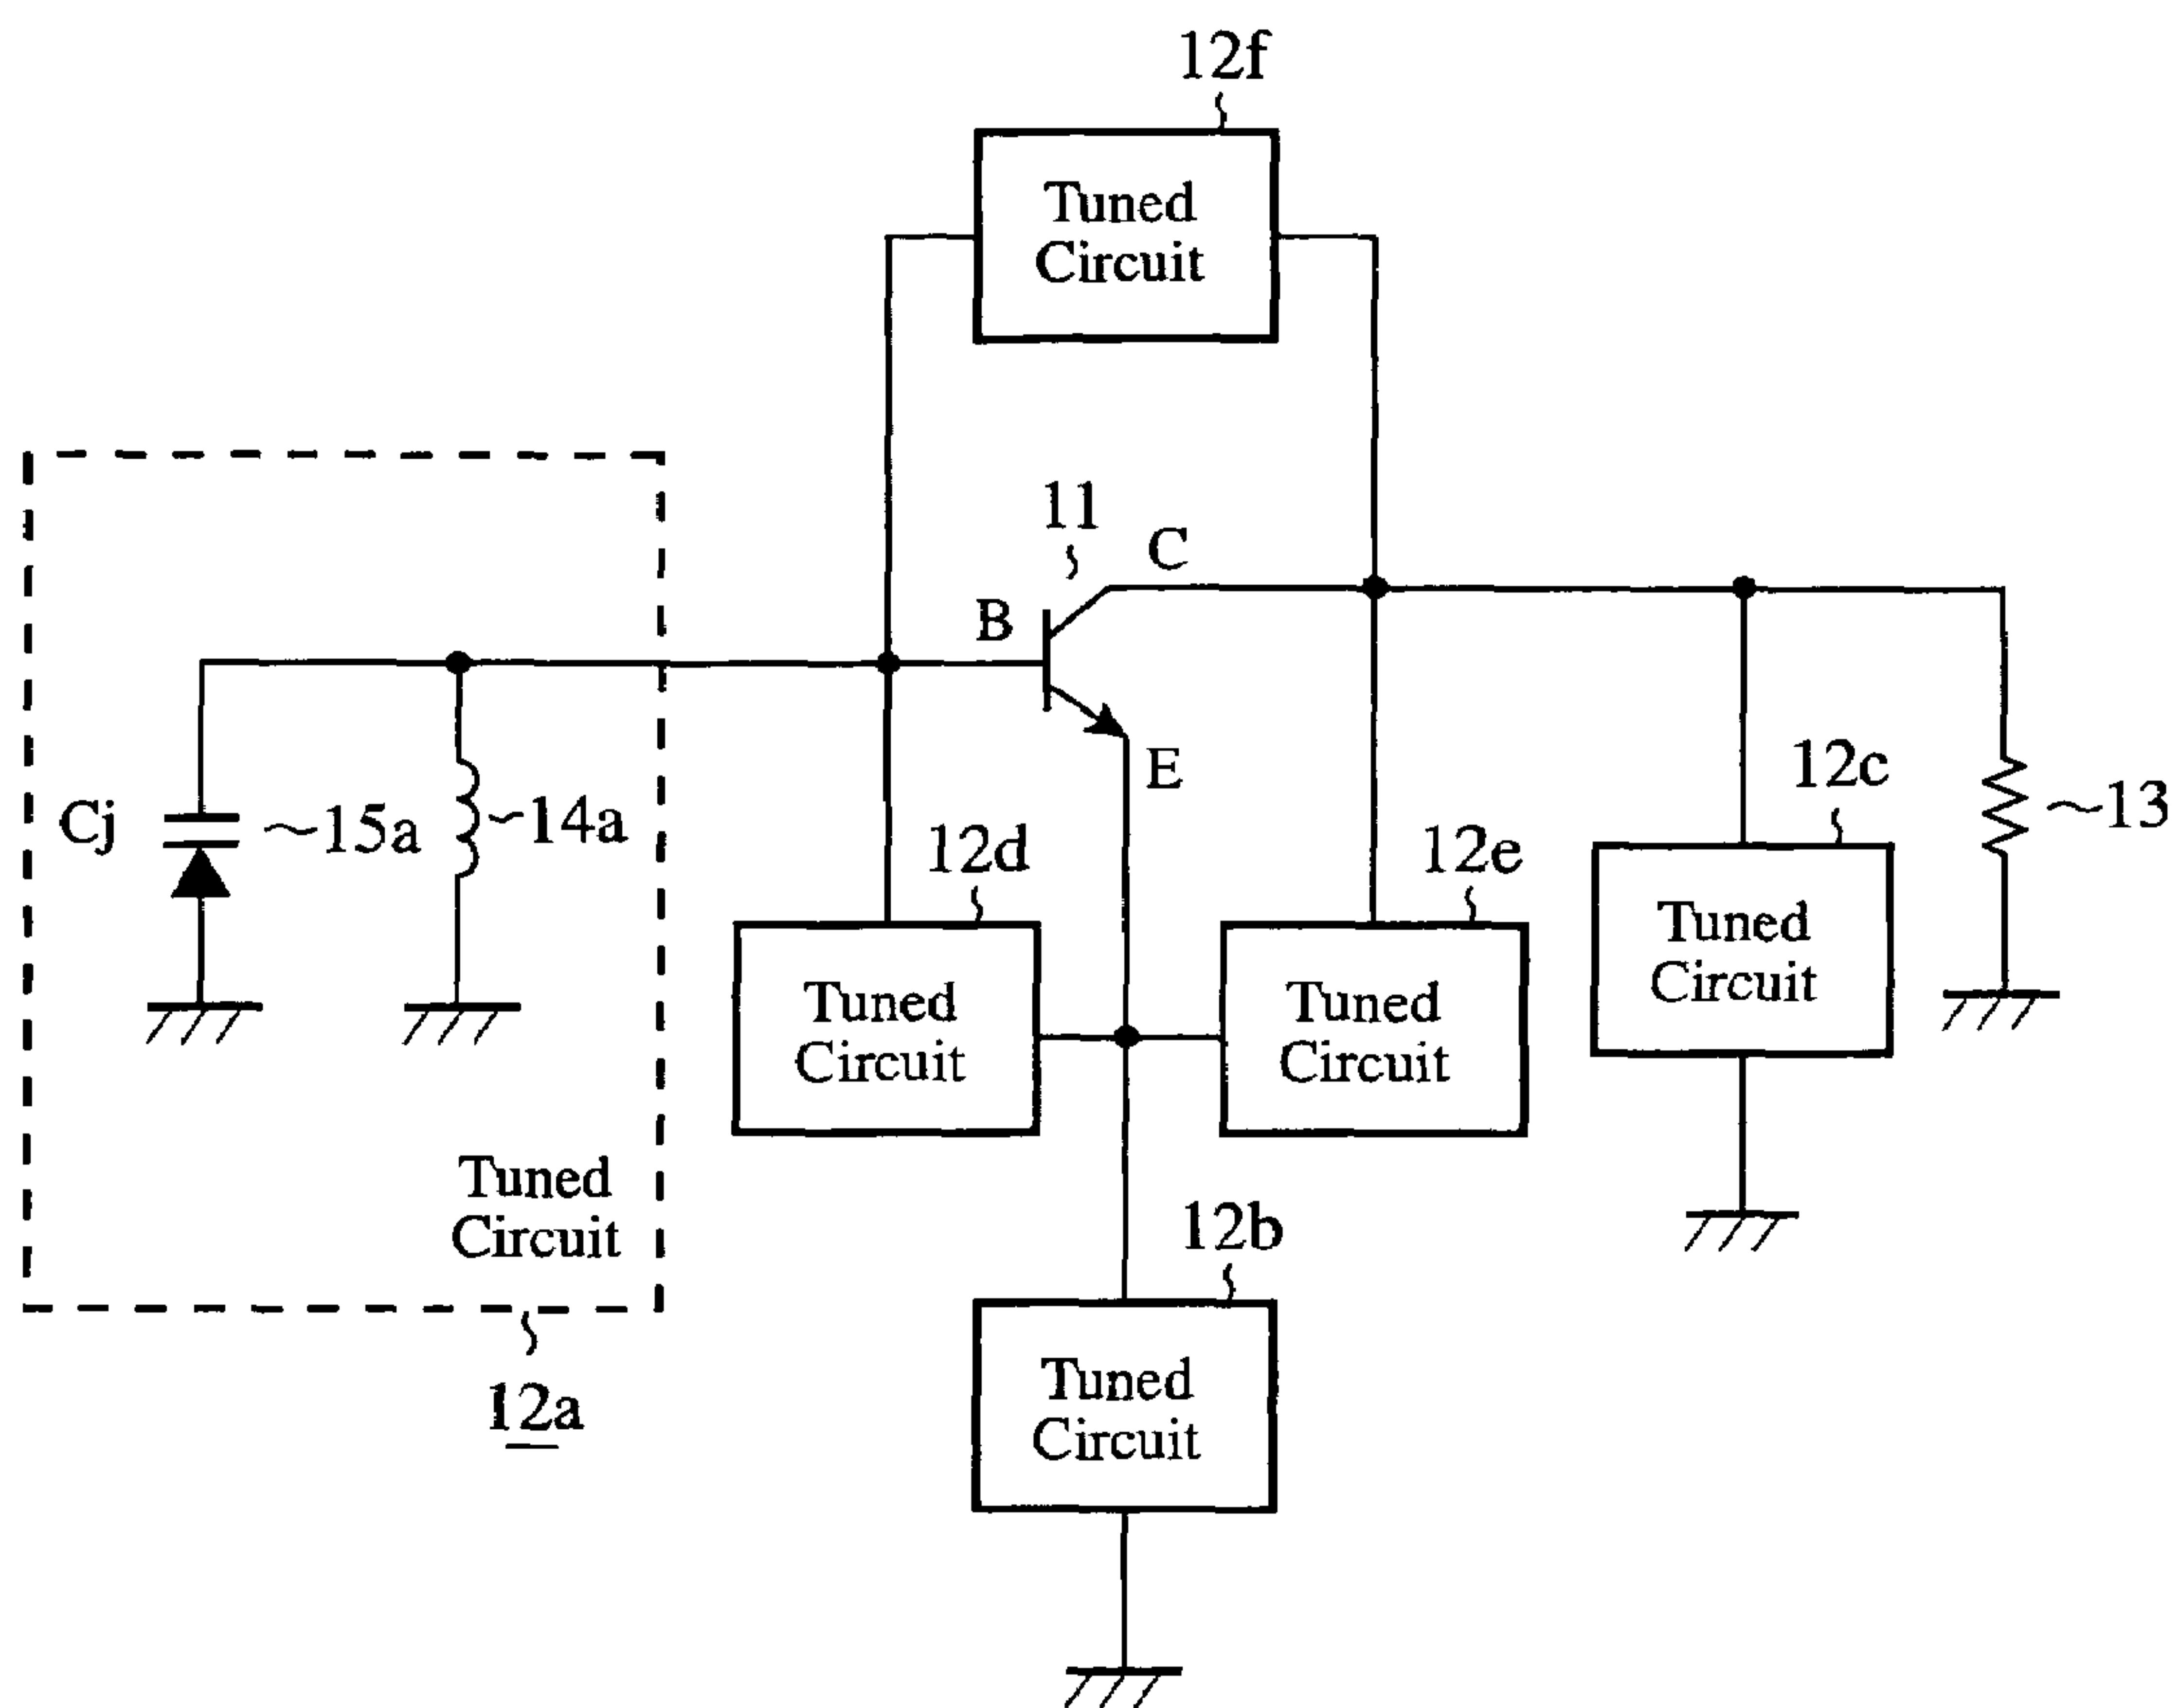 12f
Tuned
Circuit
11
C
B
E
Cj
15a
14a
12d
12e
12c
13
Tuned
Circuit
Tuned
Circuit
Tuned
Circuit
Tuned
Circuit
12a
12b
Tuned
Circuit